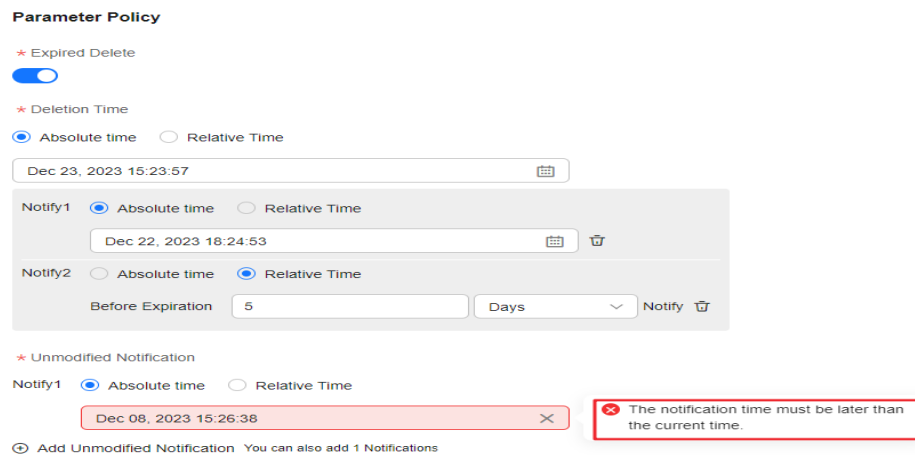 Parameter Policy
* Expired Delete
* Deletion Time
Absolute time Relative Time
Dec 23, 2023 15:23:57
Notify1 Absolute time Relative Time
Dec 22, 2023 18:24:53
Notify2 Absolute time Relative Time
Before Expiration 5 Days Notify
* Unmodified Notification
Notify1 Absolute time Relative Time
Dec 08, 2023 15:26:38
The notification time must be later than
the current time.
Add Unmodified Notification You can also add 1 Notifications